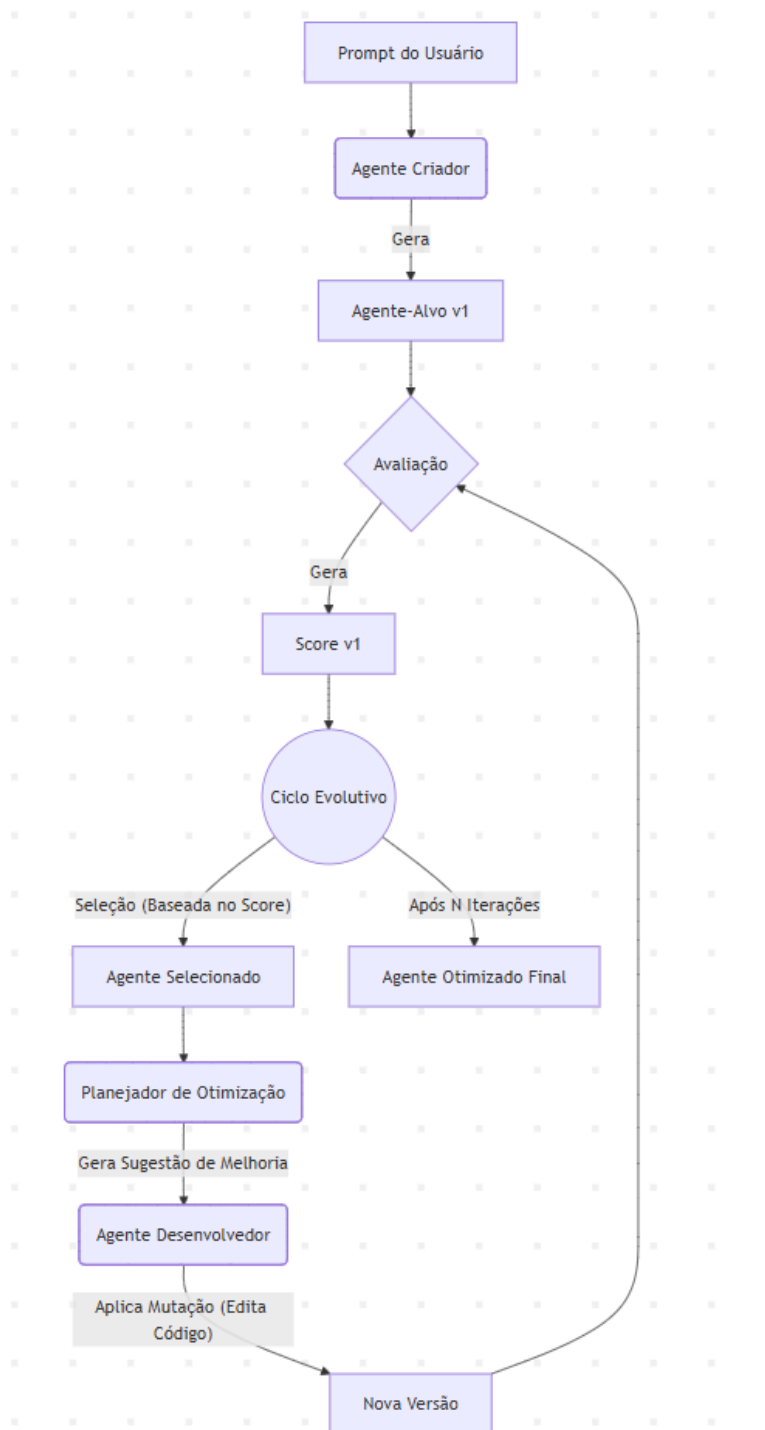 Prompt do Usuário
Agente Criador
Gera
Agente-Alvo v1
Avaliação
Gera
Score v1
Ciclo Evolutivo
Seleção (Baseada no Score)
Após N Iterações
Agente Selecionado
Agente Otimizado Final
Planejador de Otimização
Gera Sugestão de Melhoria
Agente Desenvolvedor
Aplica Mutação (Edita
Código)
Nova Versão